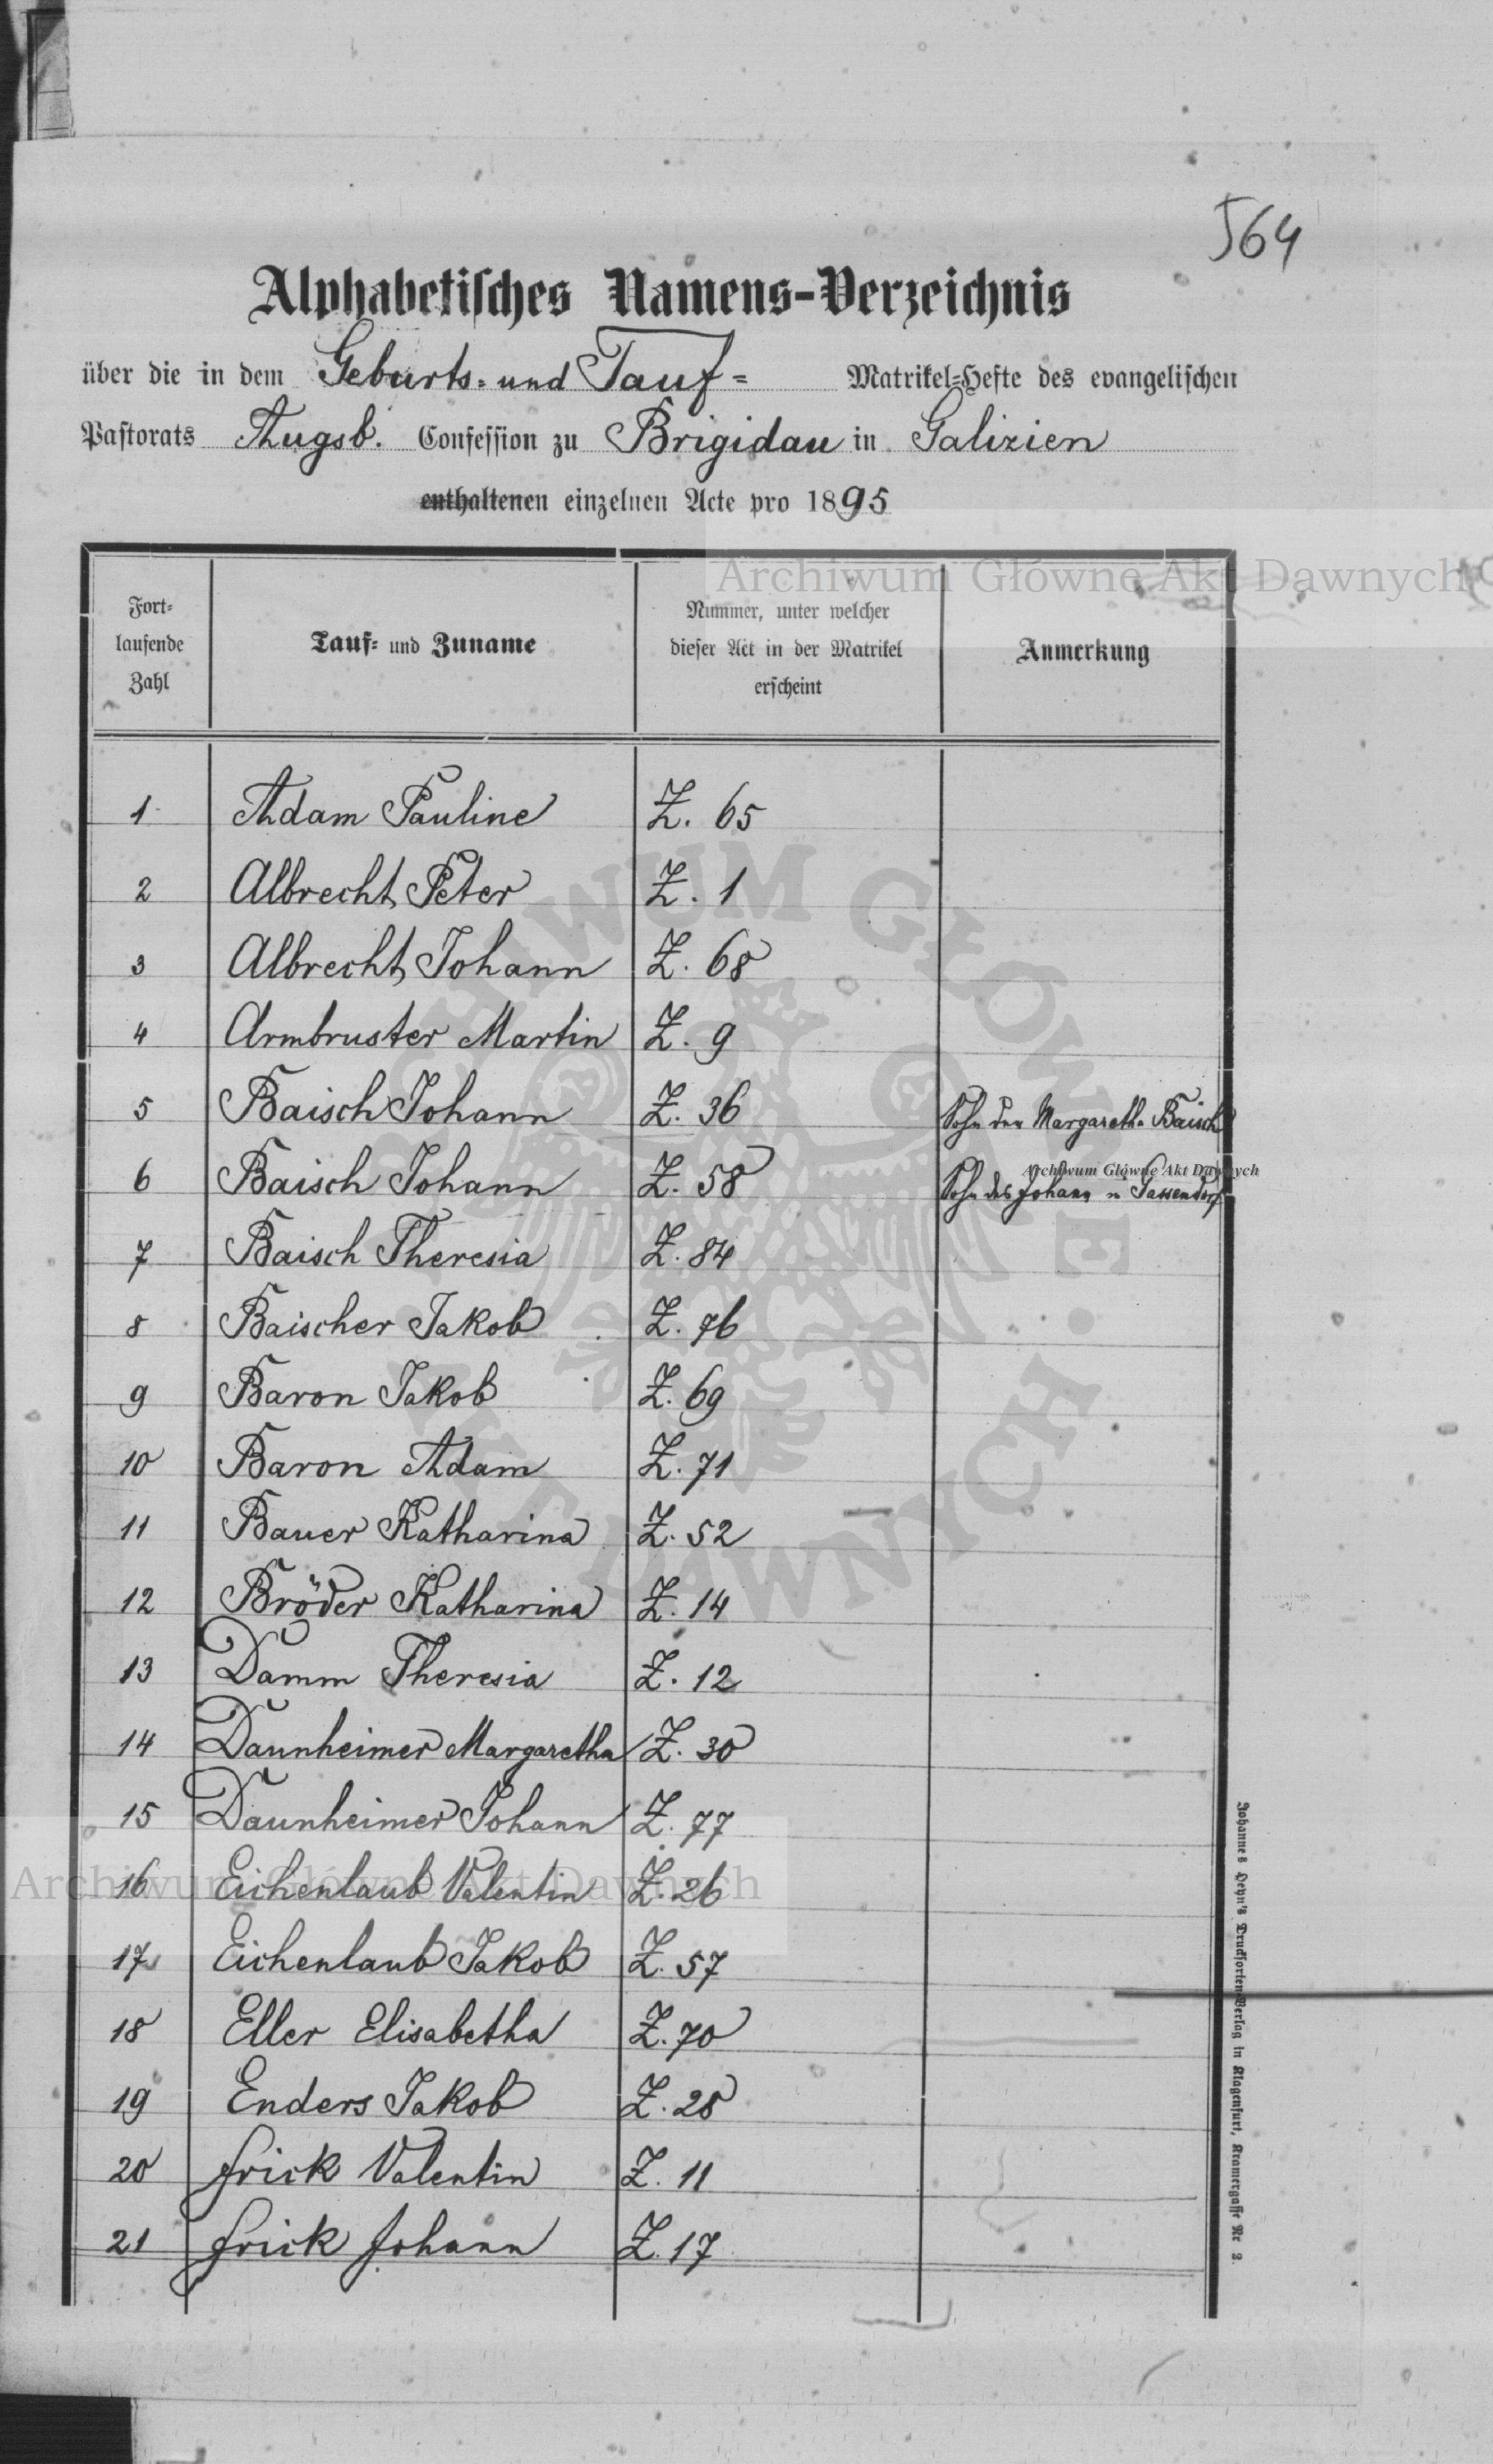 564
Alphabetisches Namens-Verzeichnis
über die in dem Geburts- und Tauf- Matrikel-Hefte des evangelischen
Pastorats Augsb. Confession zu Brigidau in Galizien
enthaltenen einzelnen Acte pro 1895
Archiwum Główne Akt Dawnych
Fort-
laufende
Zahl
Tauf- und Zuname
Nummer, unter welcher
dieser Act in der Matrikel
erscheint
Anmerkung
1 Adam Pauline Z. 65
2 Albrecht Peter Z. 1
3 Albrecht Johann Z. 68
4 Armbruster Martin Z. 9
5 Baisch Johann Z. 36 Sohn der Margaretha Baisch
Archiwum Główne Akt Dawnych
6 Baisch Johann Z. 58 Sohn des Johann in Gassendorf
7 Baisch Theresia Z. 84
8 Baischer Jakob Z. 76
9 Baron Jakob Z. 69
10 Baron Adam Z. 71
11 Bauer Katharina Z. 52
12 Bröder Katharina Z. 14
13 Damm Theresia Z. 12
14 Daunheimer Margaretha Z. 30
15 Daunheimer Johann Z. 77
16 Eichenlaub Valentin Z. 26
Archiwum Główne Akt Dawnych
17 Eichenlaub Jakob Z. 57
18 Eller Elisabetha Z. 70
19 Enders Jakob Z. 28
20 Frick Valentin Z. 11
21 Frick Johann Z. 17
Johannes Heyn's Drucksorten-Verlag in Klagenfurt, Kramergasse Nr 2.
ARCHIWUM GŁÓWNE · AKT DAWNYCH ·